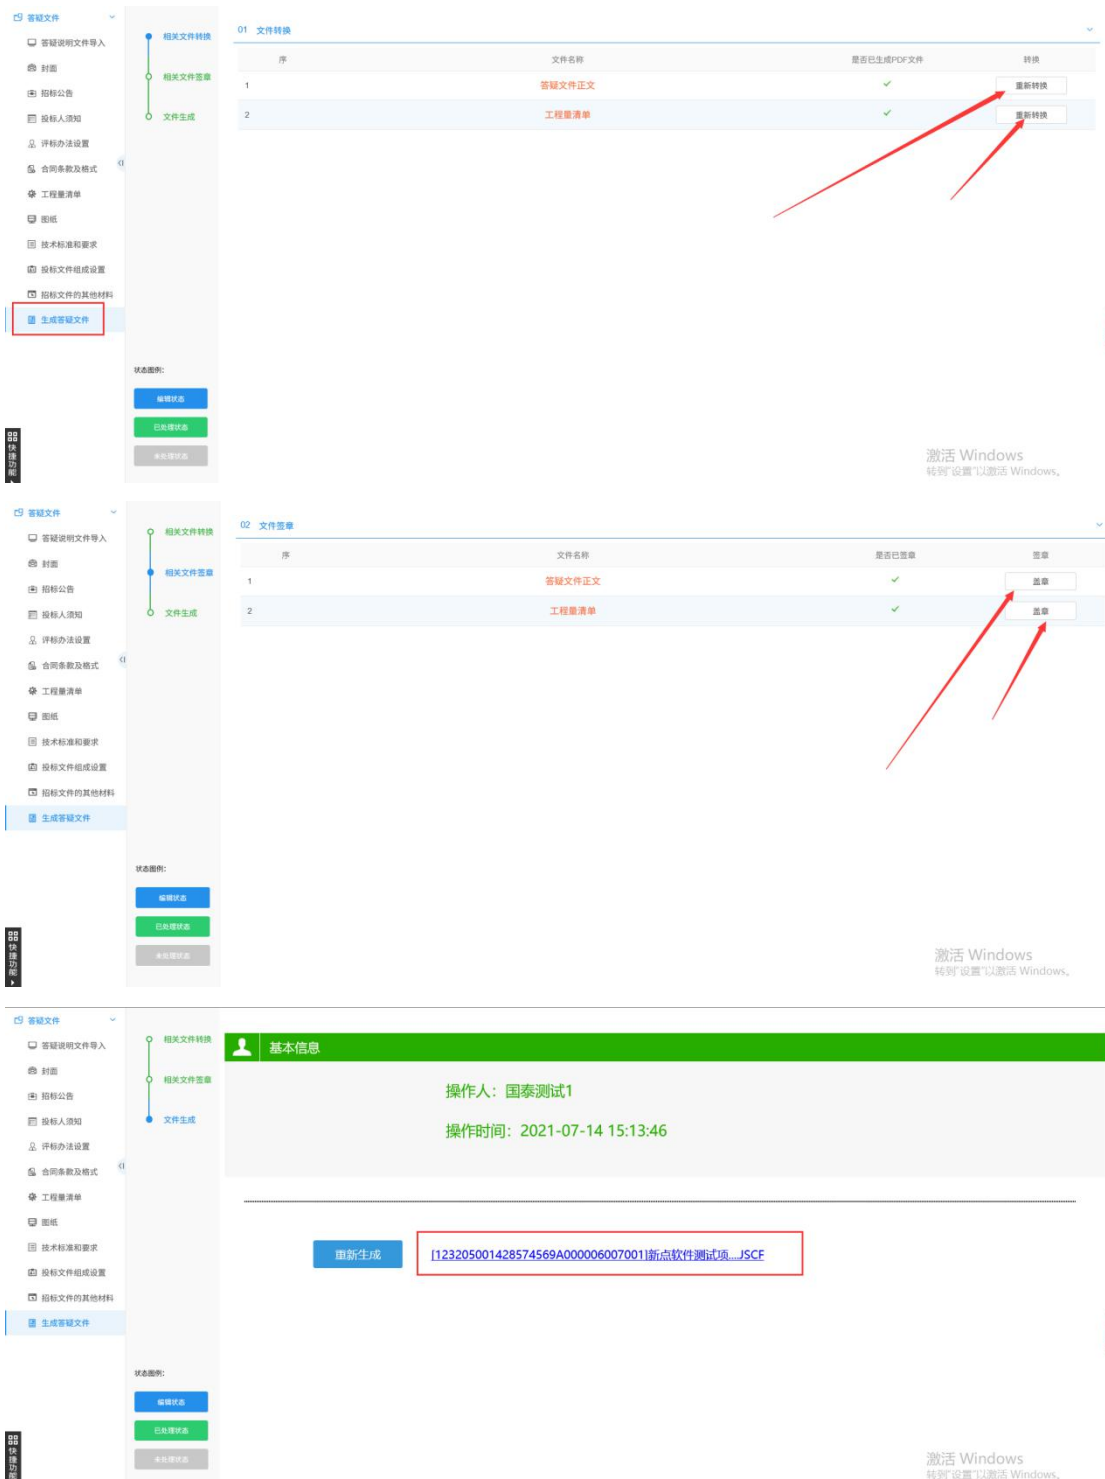 答疑文件
答疑说明文件导入
封面
招标公告
投标人须知
评标办法设置
合同条款及格式
工程量清单
图纸
技术标准和要求
投标文件组成设置
招标文件的其他材料
生成答疑文件
快捷功能
相关文件转换
相关文件签章
文件生成
状态图例：
编辑状态
已处理状态
未处理状态
01 文件转换
序 文件名称 是否已生成PDF文件 转换
1 答疑文件正文 重新转换
2 工程量清单 重新转换
激活 Windows
转到"设置"以激活 Windows。
答疑文件
答疑说明文件导入
封面
招标公告
投标人须知
评标办法设置
合同条款及格式
工程量清单
图纸
技术标准和要求
投标文件组成设置
招标文件的其他材料
生成答疑文件
快捷功能
相关文件转换
相关文件签章
文件生成
状态图例：
编辑状态
已处理状态
未处理状态
02 文件签章
序 文件名称 是否已签章 签章
1 答疑文件正文 盖章
2 工程量清单 盖章
激活 Windows
转到"设置"以激活 Windows。
答疑文件
答疑说明文件导入
封面
招标公告
投标人须知
评标办法设置
合同条款及格式
工程量清单
图纸
技术标准和要求
投标文件组成设置
招标文件的其他材料
生成答疑文件
快捷功能
相关文件转换
相关文件签章
文件生成
状态图例：
编辑状态
已处理状态
未处理状态
基本信息
操作人：国泰测试1
操作时间：2021-07-14 15:13:46
重新生成 [123205001428574569A000006007001]新点软件测试项....JSCF
激活 Windows
转到"设置"以激活 Windows。